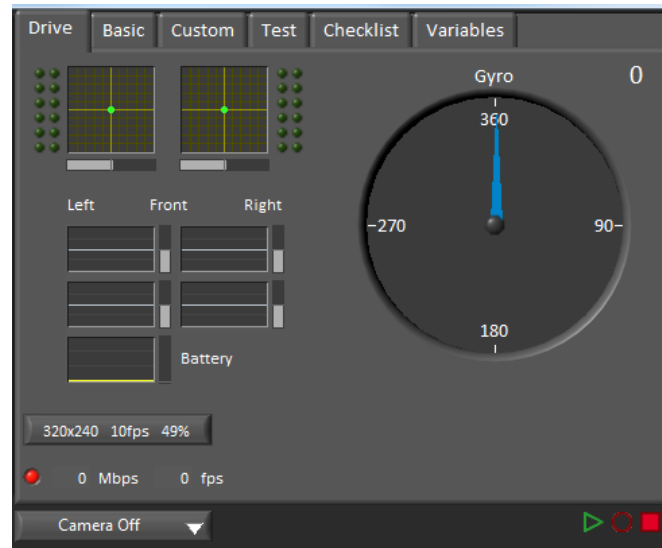 Drive Basic Custom Test Checklist Variables
Gyro 0
360
Left Front Right
-270 90-
180
Battery
320x240 10fps 49%
0 Mbps 0 fps
Camera Off